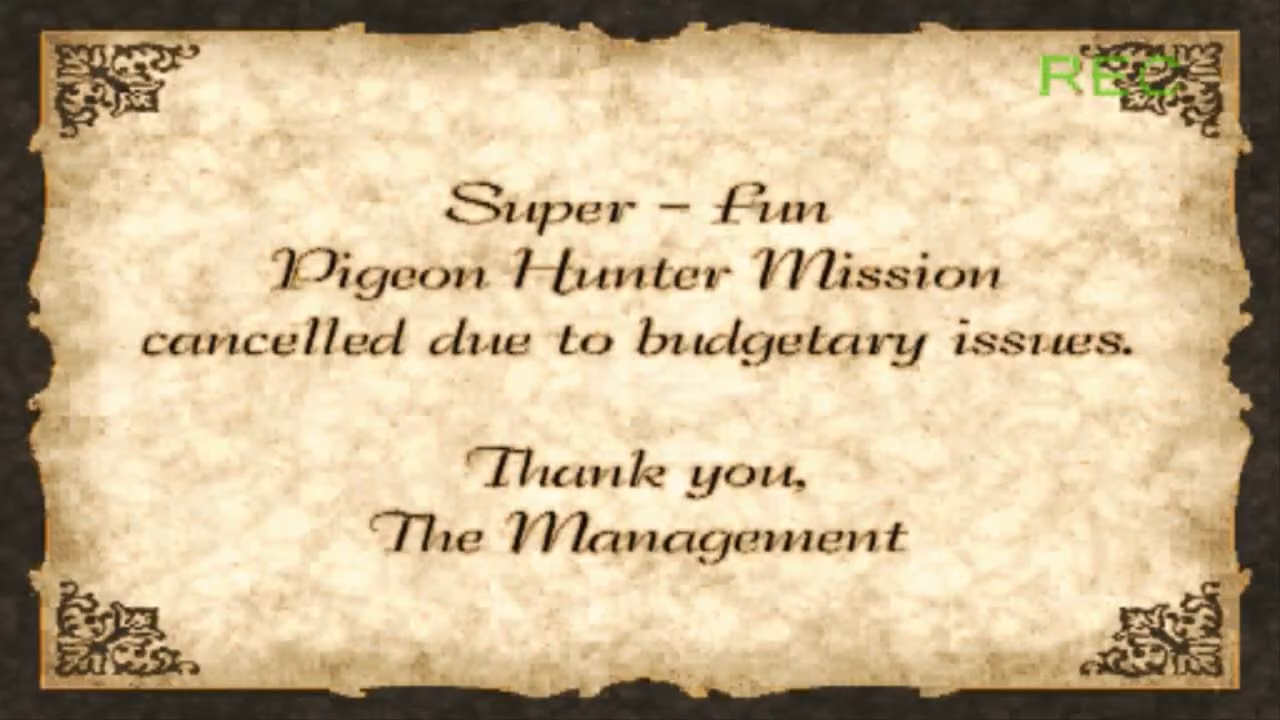 REC
Super - Fun
Pigeon Hunter Mission
cancelled due to budgetary issues.
Thank you,
The Management